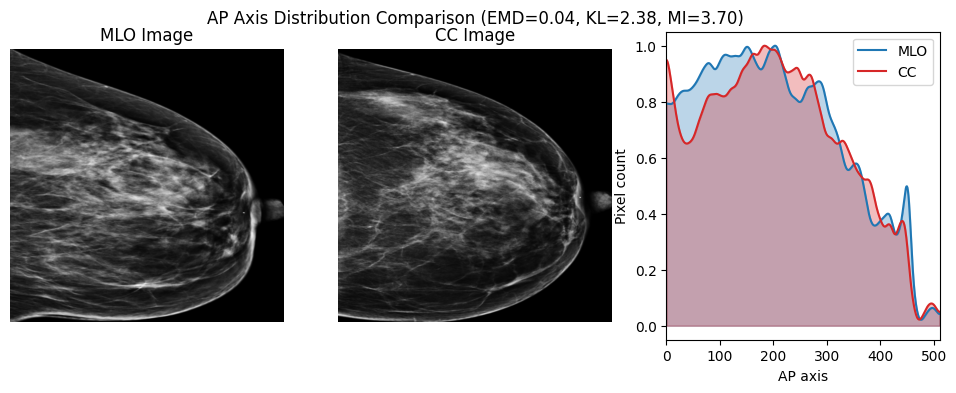 AP Axis Distribution Comparison (EMD=0.04, KL=2.38, MI=3.70)
MLO Image
CC Image
MLO
CC
1.0
0.8
0.6
0.4
0.2
0.0
Pixel count
0 100 200 300 400 500
AP axis